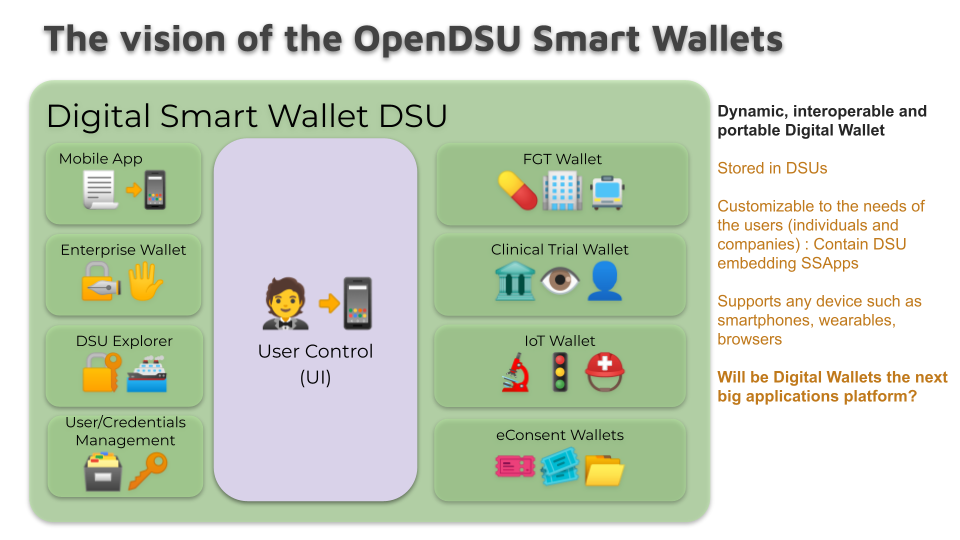 The vision of the OpenDSU Smart Wallets
Digital Smart Wallet DSU
Mobile App
Enterprise Wallet
DSU Explorer
User/Credentials
Management
User Control
(UI)
FGT Wallet
Clinical Trial Wallet
IoT Wallet
eConsent Wallets
Dynamic, interoperable and
portable Digital Wallet
Stored in DSUs
Customizable to the needs of
the users (individuals and
companies) : Contain DSU
embedding SSApps
Supports any device such as
smartphones, wearables,
browsers
Will be Digital Wallets the next
big applications platform?